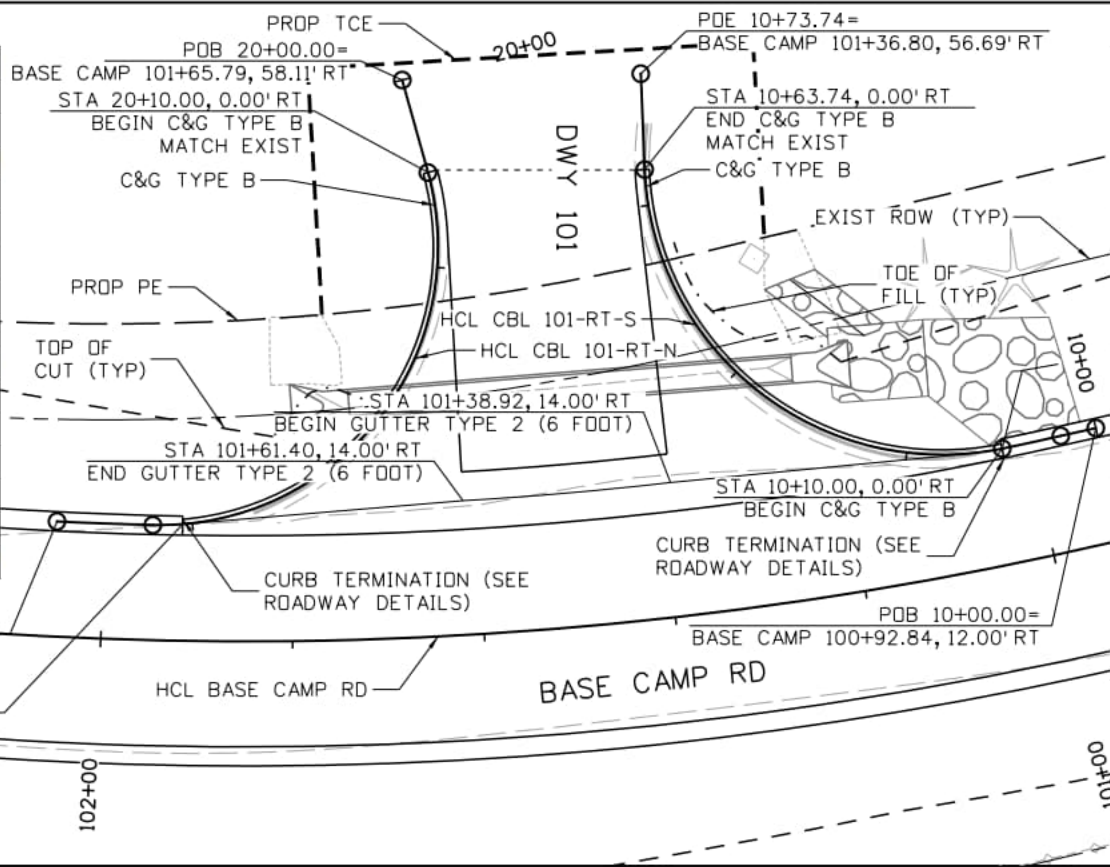 PROP TCE
20+00
POE 10+73.74=
BASE CAMP 101+36.80, 56.69' RT
POB 20+00.00=
BASE CAMP 101+65.79, 58.11' RT
STA 20+10.00, 0.00' RT
BEGIN C&G TYPE B
MATCH EXIST
STA 10+63.74, 0.00' RT
END C&G TYPE B
MATCH EXIST
C&G TYPE B
C&G TYPE B
DWY 101
EXIST ROW (TYP)
PROP PE
TOE OF
FILL (TYP)
HCL CBL 101-RT-S
HCL CBL 101-RT-N
TOP OF
CUT (TYP)
10+00
STA 101+38.92, 14.00' RT
BEGIN GUTTER TYPE 2 (6 FOOT)
STA 101+61.40, 14.00' RT
END GUTTER TYPE 2 (6 FOOT)
STA 10+10.00, 0.00' RT
BEGIN C&G TYPE B
CURB TERMINATION (SEE
ROADWAY DETAILS)
CURB TERMINATION (SEE
ROADWAY DETAILS)
POB 10+00.00=
BASE CAMP 100+92.84, 12.00' RT
HCL BASE CAMP RD
BASE CAMP RD
102+00
101+00